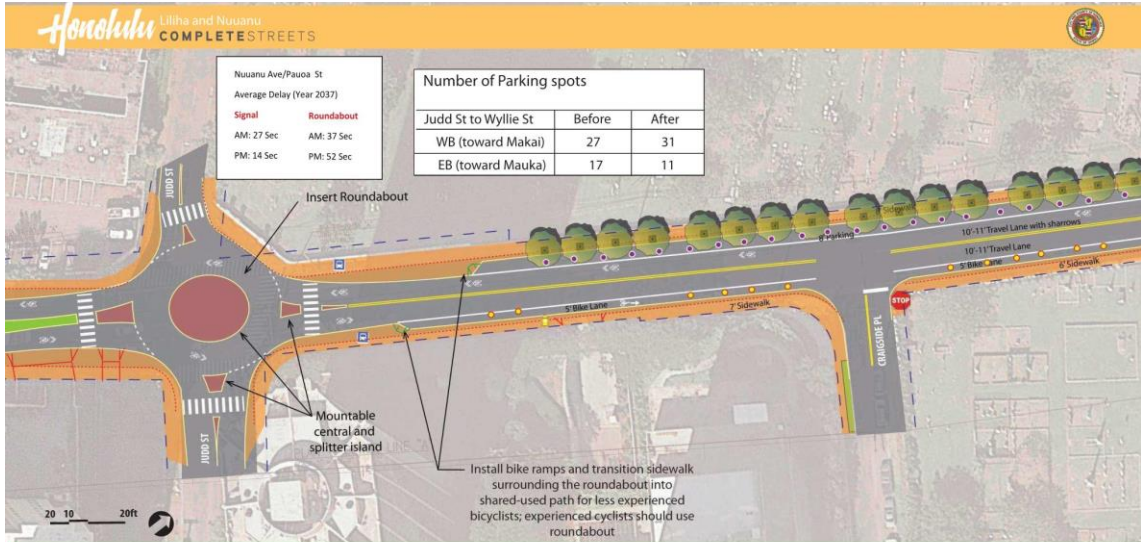 Honolulu
Liliha and Nuuanu
COMPLETESTREETS
Nuuanu Ave/Pauoa St
Average Delay (Year 2037)
Signal Roundabout
AM: 27 Sec AM: 37 Sec
PM: 14 Sec PM: 52 Sec
Number of Parking spots
Judd St to Wyllie St Before After
WB (toward Makai) 27 31
EB (toward Mauka) 17 11
JUDD ST
Insert Roundabout
Sidewalk
8' Parking
10'-11' Travel Lane with sharrows
10'-11' Travel Lane
5' Bike Lane
6' Sidewalk
5' Bike Lane
7' Sidewalk
STOP
CRAIGSIDE PL
Mountable
central and
splitter island
JUDD ST
Install bike ramps and transition sidewalk
surrounding the roundabout into
shared-used path for less experienced
bicyclists; experienced cyclists should use
roundabout
20 10 20ft